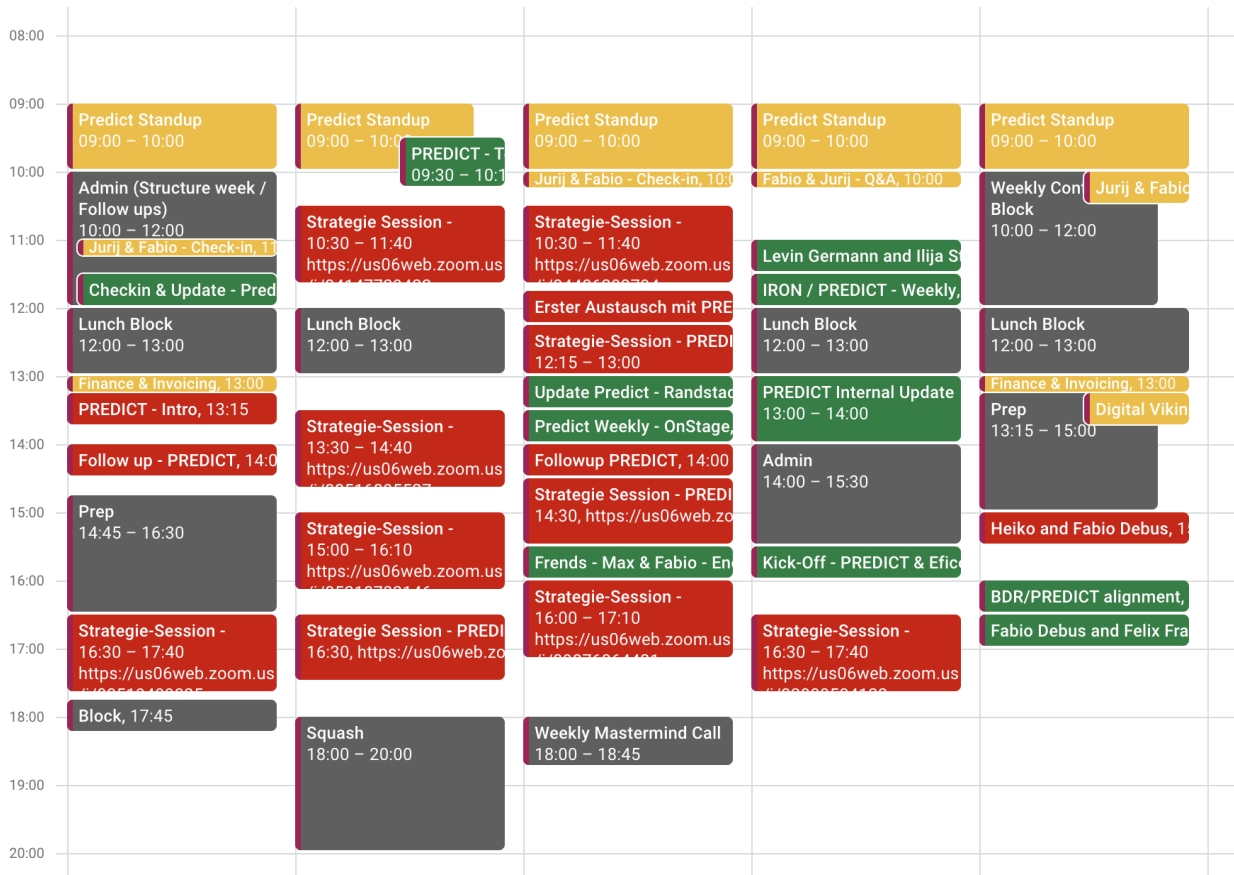 08:00
09:00
10:00
11:00
12:00
13:00
14:00
15:00
16:00
17:00
18:00
19:00
20:00
Predict Standup
09:00 – 10:00
Admin (Structure week /
Follow ups)
10:00 – 12:00
Jurij & Fabio - Check-in, 11
Checkin & Update - Pred
Lunch Block
12:00 – 13:00
Finance & Invoicing, 13:00
PREDICT - Intro, 13:15
Follow up - PREDICT, 14:0
Prep
14:45 – 16:30
Strategie-Session -
16:30 – 17:40
https://us06web.zoom.us
Block, 17:45
Predict Standup
09:00 – 10:00
PREDICT - T
09:30 – 10:1
Strategie Session -
10:30 – 11:40
https://us06web.zoom.us
Lunch Block
12:00 – 13:00
Strategie-Session -
13:30 – 14:40
https://us06web.zoom.us
Strategie-Session -
15:00 – 16:10
https://us06web.zoom.us
Strategie Session - PREDI
16:30, https://us06web.zo
Squash
18:00 – 20:00
Predict Standup
09:00 – 10:00
Jurij & Fabio - Check-in, 10:0
Strategie-Session -
10:30 – 11:40
https://us06web.zoom.us
Erster Austausch mit PRE
Strategie-Session - PREDI
12:15 – 13:00
Update Predict - Randstad
Predict Weekly - OnStage,
Followup PREDICT, 14:00
Strategie Session - PREDI
14:30, https://us06web.zo
Frends - Max & Fabio - En
Strategie-Session -
16:00 – 17:10
https://us06web.zoom.us
Weekly Mastermind Call
18:00 – 18:45
Predict Standup
09:00 – 10:00
Fabio & Jurij - Q&A, 10:00
Levin Germann and Ilija S
IRON / PREDICT - Weekly,
Lunch Block
12:00 – 13:00
PREDICT Internal Update
13:00 – 14:00
Admin
14:00 – 15:30
Kick-Off - PREDICT & Efic
Strategie-Session -
16:30 – 17:40
https://us06web.zoom.us
Predict Standup
09:00 – 10:00
Weekly Con
Block
10:00 – 12:00
Jurij & Fabio
Lunch Block
12:00 – 13:00
Finance & Invoicing, 13:00
Prep
13:15 – 15:00
Digital Vikin
Heiko and Fabio Debus, 1
BDR/PREDICT alignment,
Fabio Debus and Felix Fra